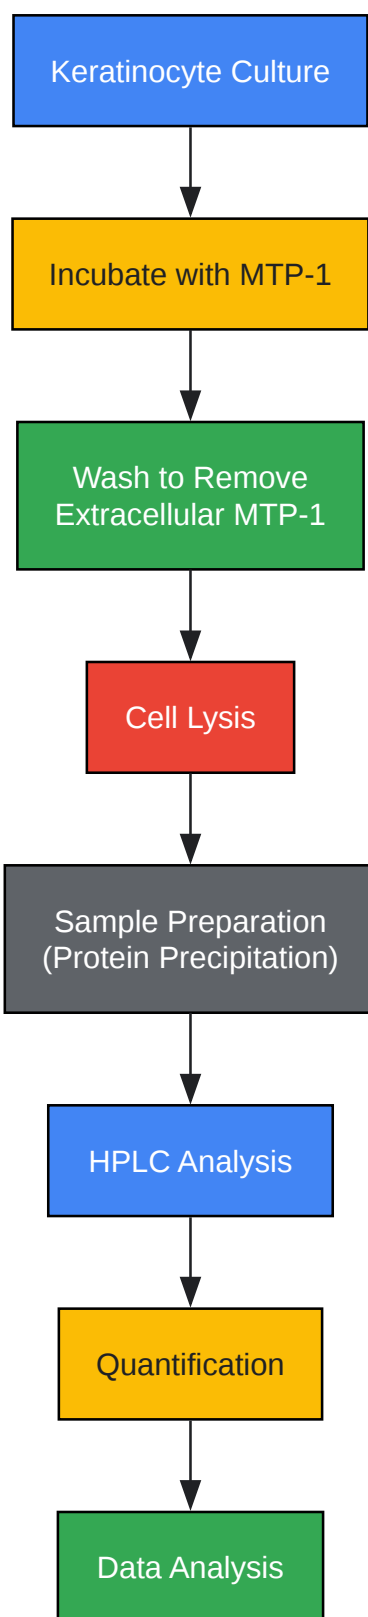 Keratinocyte Culture
Incubate with MTP-1
Wash to Remove
Extracellular MTP-1
Cell Lysis
Sample Preparation
(Protein Precipitation)
HPLC Analysis
Quantification
Data Analysis